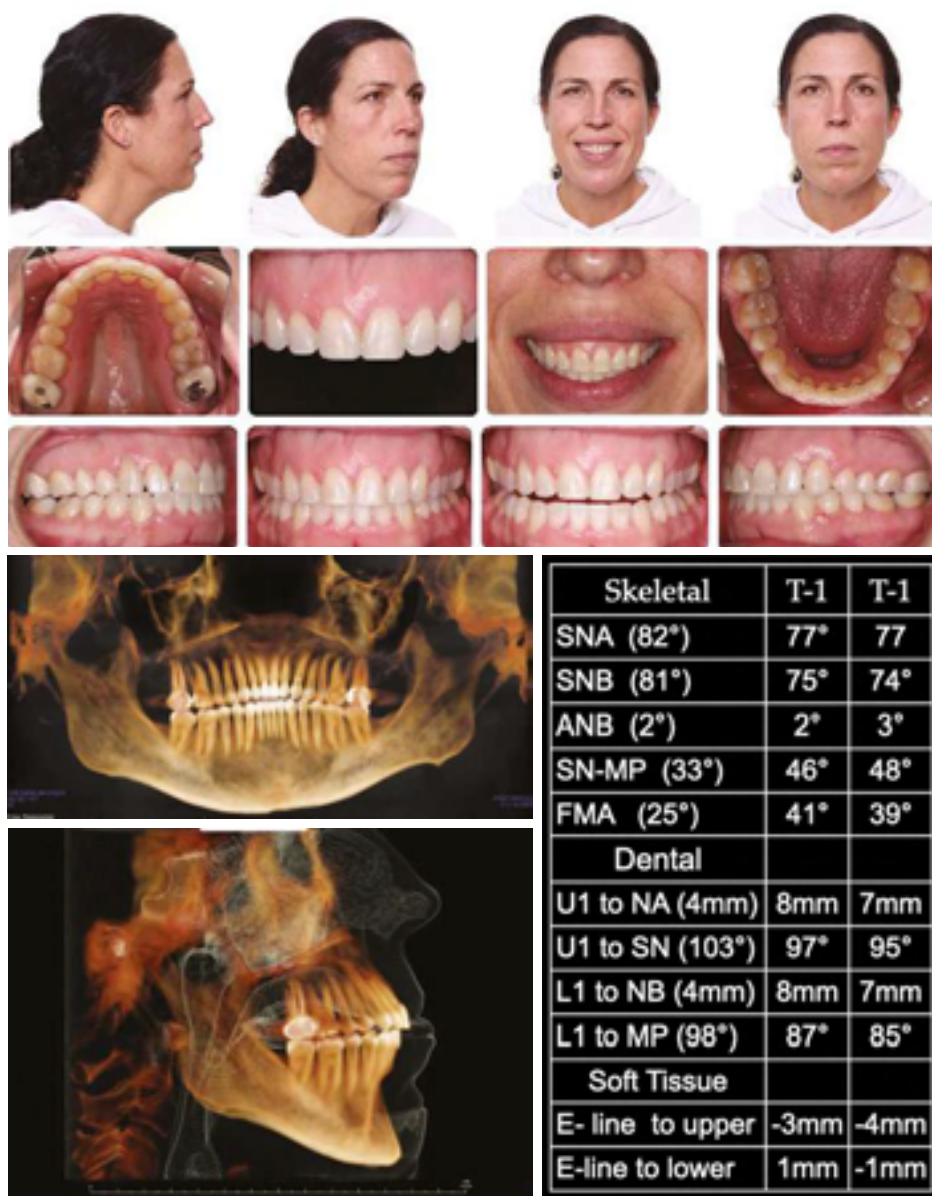 Skeletal T-1 T-1
SNA (82°) 77° 77
SNB (81°) 75° 74°
ANB (2°) 2° 3°
SN-MP (33°) 46° 48°
FMA (25°) 41° 39°
Dental
U1 to NA (4mm) 8mm 7mm
U1 to SN (103°) 97° 95°
L1 to NB (4mm) 8mm 7mm
L1 to MP (98°) 87° 85°
Soft Tissue
E- line to upper -3mm -4mm
E-line to lower 1mm -1mm